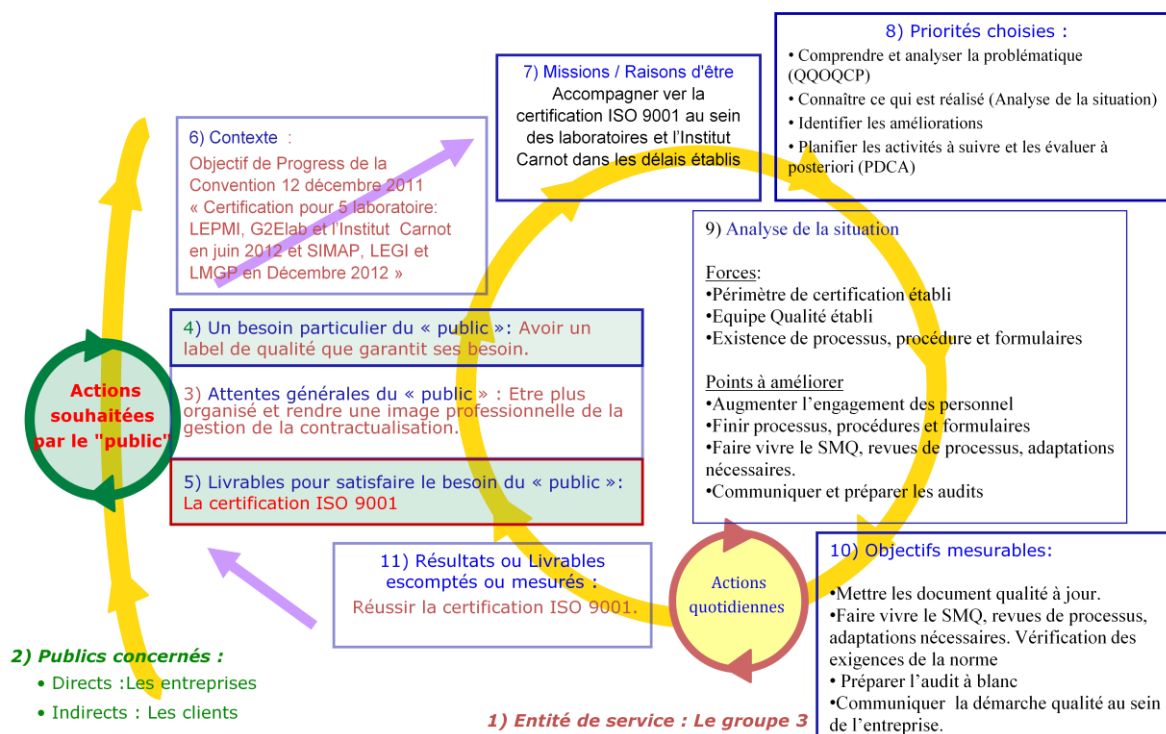 8) Priorités choisies :
• Comprendre et analyser la problématique
(QQOQCP)
• Connaître ce qui est réalisé (Analyse de la situation)
• Identifier les améliorations
• Planifier les activités à suivre et les évaluer à
posteriori (PDCA)
7) Missions / Raisons d'être
Accompagner ver la
certification ISO 9001 au sein
des laboratoires et l'Institut
Carnot dans les délais établis
6) Contexte :
Objectif de Progress de la
Convention 12 décembre 2011
« Certification pour 5 laboratoire:
LEPMI, G2Elab et l'Institut Carnot
en juin 2012 et SIMAP, LEGI et
LMGP en Décembre 2012 »
9) Analyse de la situation
Forces:
•Périmètre de certification établi
•Equipe Qualité établi
•Existence de processus, procédure et formulaires
Points à améliorer
•Augmenter l'engagement des personnel
•Finir processus, procédures et formulaires
•Faire vivre le SMQ, revues de processus, adaptations
nécessaires.
•Communiquer et préparer les audits
4) Un besoin particulier du « public »: Avoir un
label de qualité que garantit ses besoin.
3) Attentes générales du « public » : Etre plus
organisé et rendre une image professionnelle de la
gestion de la contractualisation.
5) Livrables pour satisfaire le besoin du « public »:
La certification ISO 9001
Actions
souhaitées
par le "public"
11) Résultats ou Livrables
escomptés ou mesurés :
Réussir la certification ISO 9001.
Actions
quotidiennes
10) Objectifs mesurables:
•Mettre les document qualité à jour.
•Faire vivre le SMQ, revues de processus,
adaptations nécessaires. Vérification des
exigences de la norme
• Préparer l'audit à blanc
•Communiquer la démarche qualité au sein
de l'entreprise.
2) Publics concernés :
• Directs :Les entreprises
• Indirects : Les clients
1) Entité de service : Le groupe 3